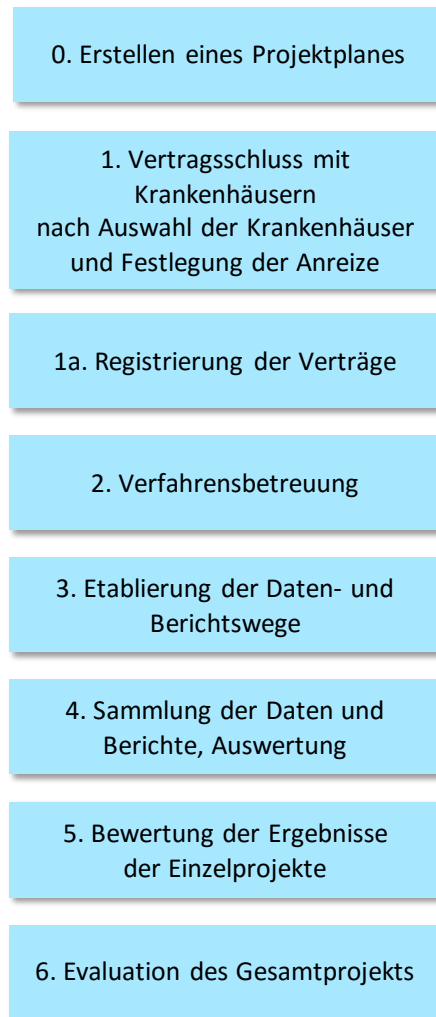 0. Erstellen eines Projektplanes
1. Vertragsschluss mit
Krankenhäusern
nach Auswahl der Krankenhäuser
und Festlegung der Anreize
1a. Registrierung der Verträge
2. Verfahrensbetreuung
3. Etablierung der Daten- und
Berichtswege
4. Sammlung der Daten und
Berichte, Auswertung
5. Bewertung der Ergebnisse
der Einzelprojekte
6. Evaluation des Gesamtprojekts